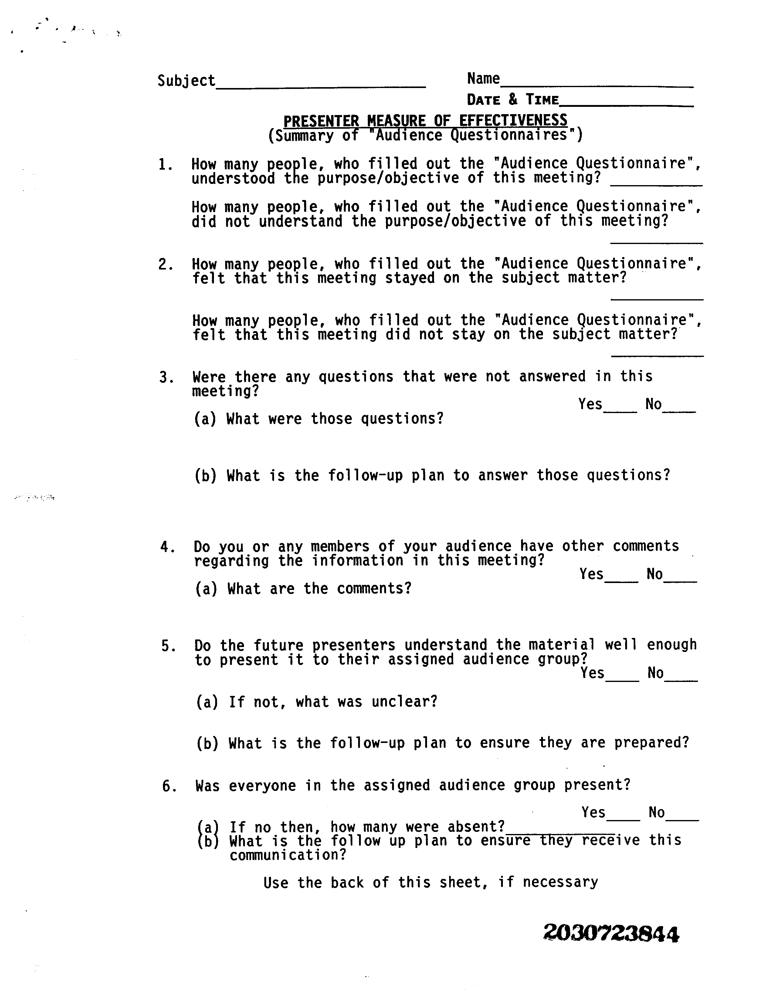 Subject____________________ Name____________________
DATE & TIME____________________
PRESENTER MEASURE OF EFFECTIVENESS
(Summary of "Audience Questionnaires")
1. How many people, who filled out the "Audience Questionnaire",
understood the purpose/objective of this meeting? __________
How many people, who filled out the "Audience Questionnaire",
did not understand the purpose/objective of this meeting?
__________
2. How many people, who filled out the "Audience Questionnaire",
felt that this meeting stayed on the subject matter?
__________
How many people, who filled out the "Audience Questionnaire",
felt that this meeting did not stay on the subject matter?
__________
3. Were there any questions that were not answered in this
meeting?
Yes____ No____
(a) What were those questions?
(b) What is the follow-up plan to answer those questions?
4. Do you or any members of your audience have other comments
regarding the information in this meeting?
Yes____ No____
(a) What are the comments?
5. Do the future presenters understand the material well enough
to present it to their assigned audience group?
Yes____ No____
(a) If not, what was unclear?
(b) What is the follow-up plan to ensure they are prepared?
6. Was everyone in the assigned audience group present?
Yes____ No____
(a) If no then, how many were absent?____________
(b) What is the follow up plan to ensure they receive this
communication?
Use the back of this sheet, if necessary
2030723844